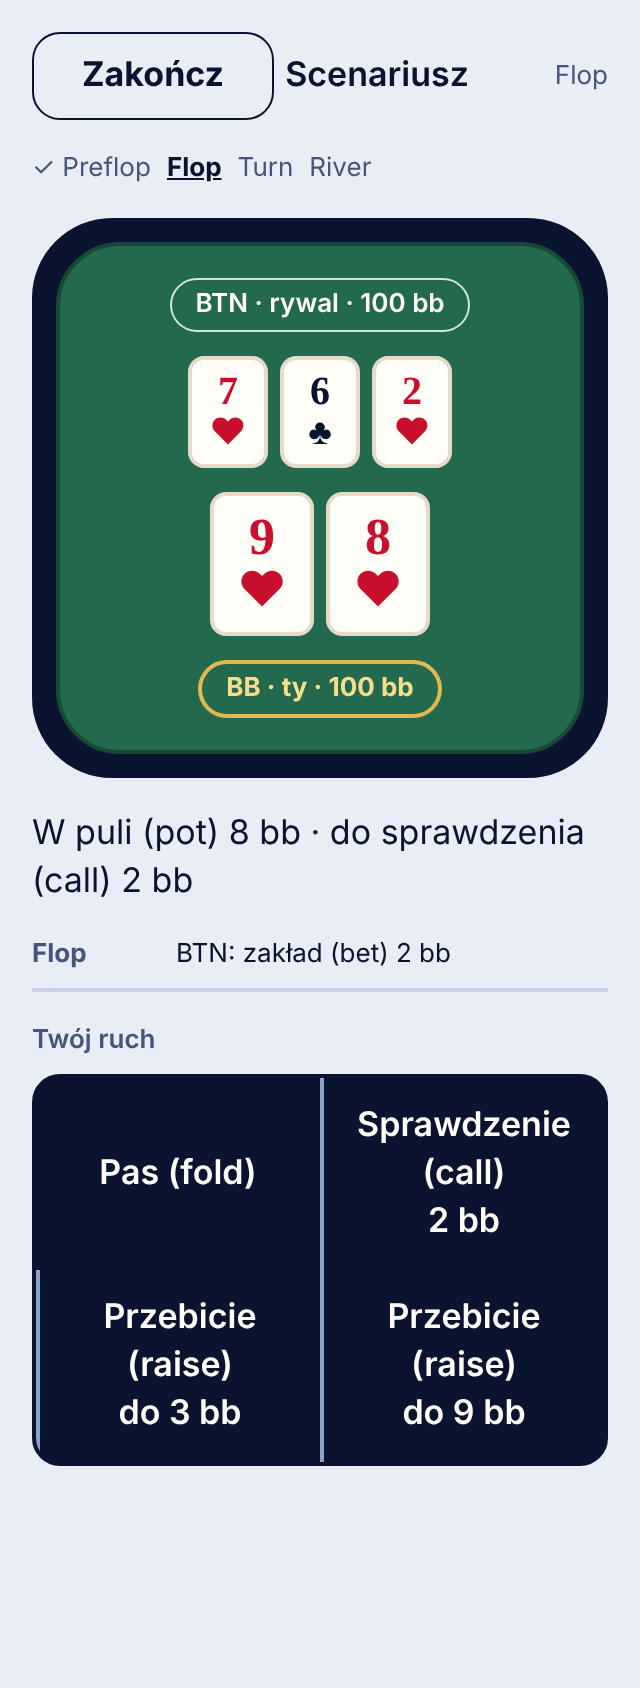 Zakończ Scenariusz Flop
✓ Preflop Flop Turn River
BTN · rywal · 100 bb
7 6 2
♥ ♣ ♥
9 8
♥ ♥
BB · ty · 100 bb
W puli (pot) 8 bb · do sprawdzenia
(call) 2 bb
Flop BTN: zakład (bet) 2 bb
Twój ruch
Pas (fold)
Sprawdzenie
(call)
2 bb
Przebicie
(raise)
do 3 bb
Przebicie
(raise)
do 9 bb